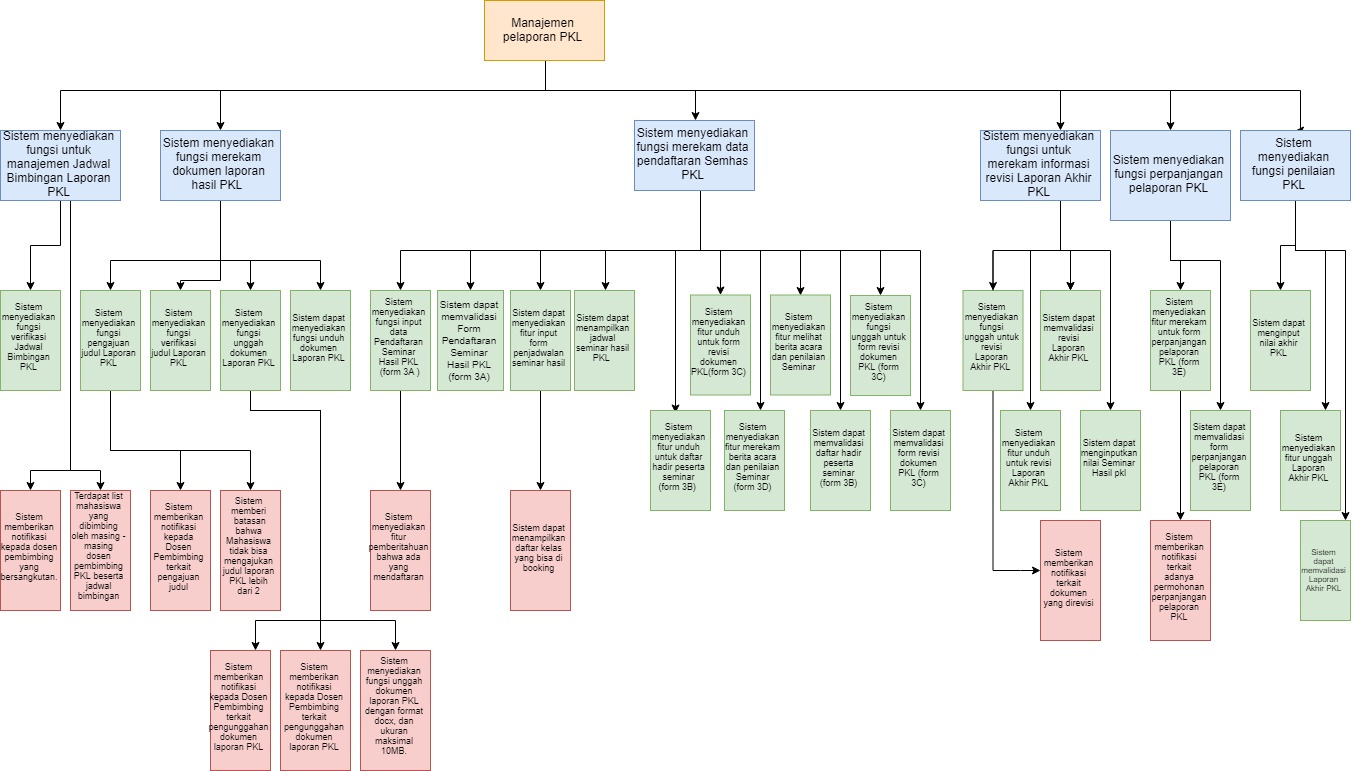 Manajemen
pelaporan PKL
Sistem menyediakan
fungsi untuk
manajemen Jadwal
Bimbingan Laporan
PKL
Sistem menyediakan
fungsi merekam
dokumen laporan
hasil PKL
Sistem menyediakan
fungsi merekam data
pendaftaran Semhas
PKL
Sistem menyediakan
fungsi untuk
merekam informasi
revisi Laporan Akhir
PKL
Sistem menyediakan
fungsi perpanjangan
pelaporan PKL
Sistem
menyediakan
fungsi penilaian
PKL
Sistem
menyediakan
fungsi
verifikasi
Jadwal
Bimbingan
PKL
Sistem
menyediakan
fungsi
pengajuan
judul Laporan
PKL
Sistem
menyediakan
fungsi
verifikasi
judul Laporan
PKL
Sistem
menyediakan
fungsi
unggah
dokumen
Laporan PKL
Sistem dapat
menyediakan
fungsi unduh
dokumen
Laporan PKL
Sistem
menyediakan
fungsi input
data
Pendaftaran
Seminar
Hasil PKL
(form 3A )
Sistem dapat
memvalidasi
Form
Pendaftaran
Seminar
Hasil PKL
(form 3A)
Sistem dapat
menyediakan
fitur input
form
penjadwalan
seminar hasil
Sistem dapat
menampilkan
jadwal
seminar hasil
PKL
Sistem
menyediakan
fitur unduh
untuk form
revisi
dokumen
PKL(form 3C)
Sistem
menyediakan
fitur melihat
berita acara
dan penilaian
Seminar
Sistem
menyediakan
fungsi
unggah
untuk form
revisi
dokumen
PKL (form
3C)
Sistem
menyediakan
fungsi
unggah untuk
revisi
Laporan
Akhir PKL
Sistem dapat
memvalidasi
revisi
Laporan
Akhir PKL
Sistem
menyediakan
fitur merekam
untuk form
perpanjangan
pelaporan
PKL (form
3E)
Sistem
dapat
menginput
nilai akhir
PKL
Sistem
menyediakan
fitur unduh
untuk daftar
hadir peserta
seminar
(form 3B)
Sistem
menyediakan
fitur merekam
berita acara
dan penilaian
Seminar
(form 3D)
Sistem dapat
memvalidasi
daftar hadir
peserta
seminar
(form 3B)
Sistem dapat
memvalidasi
form revisi
dokumen
PKL (form
3C)
Sistem
menyediakan
fitur unduh
untuk revisi
Laporan
Akhir PKL
Sistem dapat
menginputkan
nilai Seminar
Hasil pkl
Sistem dapat
memvalidasi
form
perpanjangan
pelaporan
PKL (form
3E)
Sistem
menyediakan
fitur unggah
Laporan
Akhir PKL
Sistem
memberikan
notifikasi
kepada dosen
pembimbing
yang
bersangkutan.
Terdapat list
mahasiswa
yang
dibimbing
oleh masing -
masing
dosen
pembimbing
PKL beserta
jadwal
bimbingan
Sistem
memberikan
notifikasi
kepada
Dosen
Pembimbing
terkait
pengajuan
judul
Sistem
memberi
batasan
bahwa
Mahasiswa
tidak bisa
mengajukan
judul laporan
PKL lebih
dari 2
Sistem
menyediakan
fitur
pemberitahuan
bahwa ada
yang
mendaftaran
Sistem dapat
menampilkan
daftar kelas
yang bisa di
booking
Sistem
memberikan
notifikasi
terkait
dokumen
yang direvisi
Sistem
memberikan
notifikasi
terkait
adanya
permohonan
perpanjangan
pelaporan
PKL
Sistem
dapat
memvalidasi
Laporan
Akhir PKL
Sistem
memberikan
notifikasi
kepada Dosen
Pembimbing
terkait
pengunggahan
dokumen
laporan PKL
Sistem
memberikan
notifikasi
kepada Dosen
Pembimbing
terkait
pengunggahan
dokumen
laporan PKL
Sistem
menyediakan
fungsi unggah
dokumen
laporan PKL
dengan format
docx, dan
ukuran
maksimal
10MB.